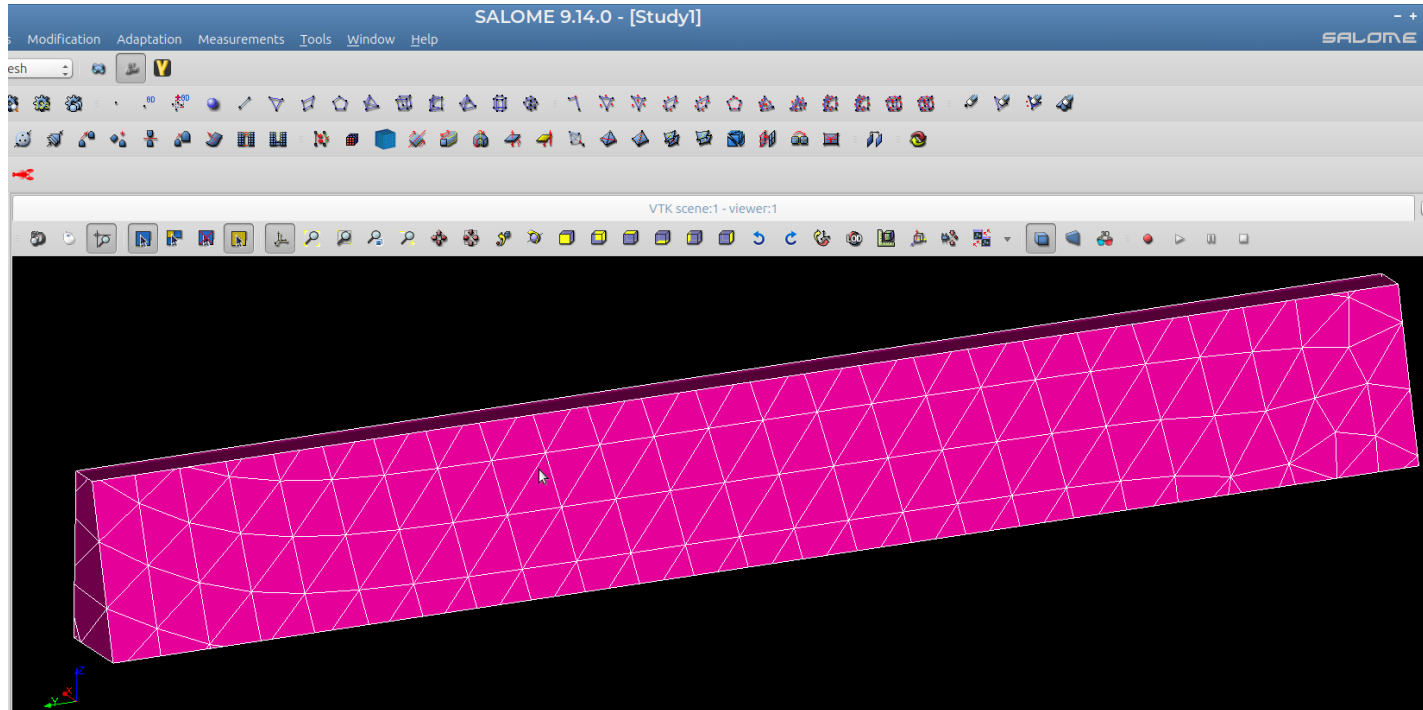 SALOME 9.14.0 - [Study1]
s Modification Adaptation Measurements Tools Window Help
SALOME
esh
VTK scene:1 - viewer:1
Z
X
Y